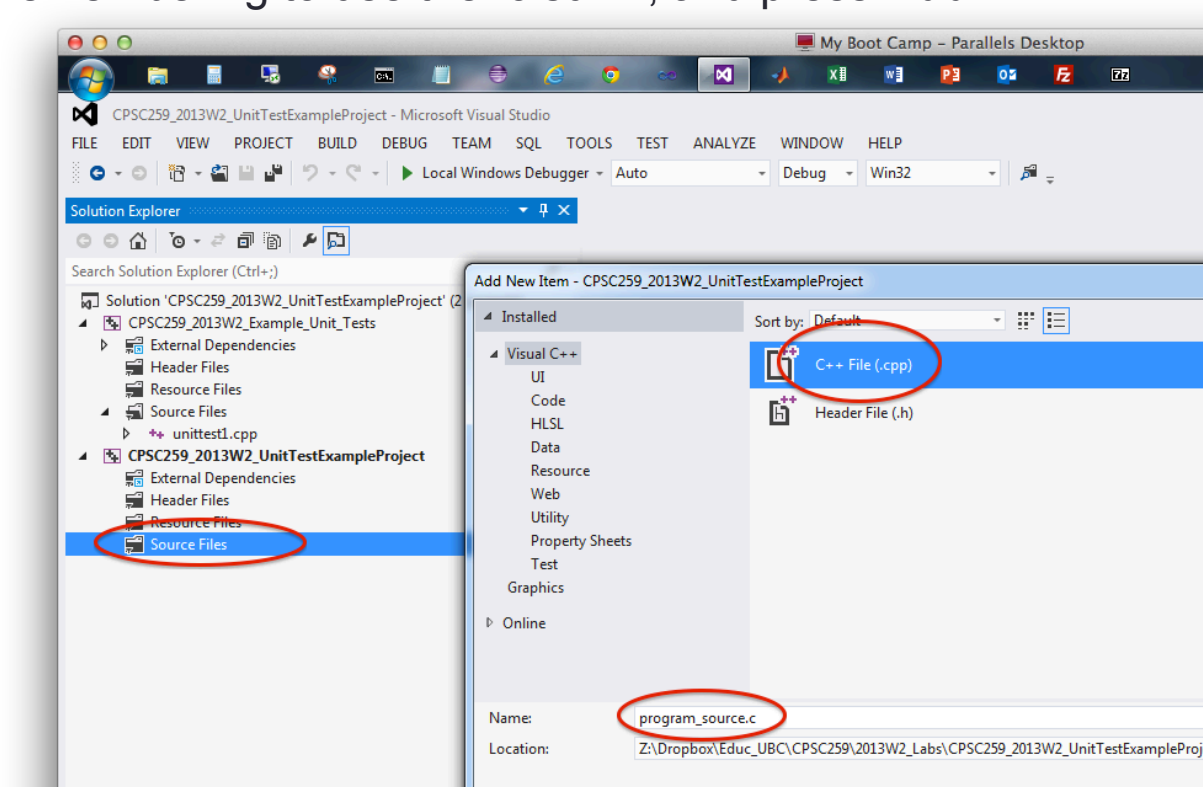 My Boot Camp – Parallels Desktop
CPSC259_2013W2_UnitTestExampleProject - Microsoft Visual Studio
FILE EDIT VIEW PROJECT BUILD DEBUG TEAM SQL TOOLS TEST ANALYZE WINDOW HELP
Local Windows Debugger Auto Debug Win32
Solution Explorer
Search Solution Explorer (Ctrl+;)
Solution 'CPSC259_2013W2_UnitTestExampleProject' (2
CPSC259_2013W2_Example_Unit_Tests
External Dependencies
Header Files
Resource Files
Source Files
unittest1.cpp
CPSC259_2013W2_UnitTestExampleProject
External Dependencies
Header Files
Resource Files
Source Files
Add New Item - CPSC259_2013W2_UnitTestExampleProject
Installed
Visual C++
UI
Code
HLSL
Data
Resource
Web
Utility
Property Sheets
Test
Graphics
Online
Sort by: Default
C++ File (.cpp)
Header File (.h)
Name: program_source.c
Location: Z:\Dropbox\Educ_UBC\CPSC259\2013W2_Labs\CPSC259_2013W2_UnitTestExampleProj